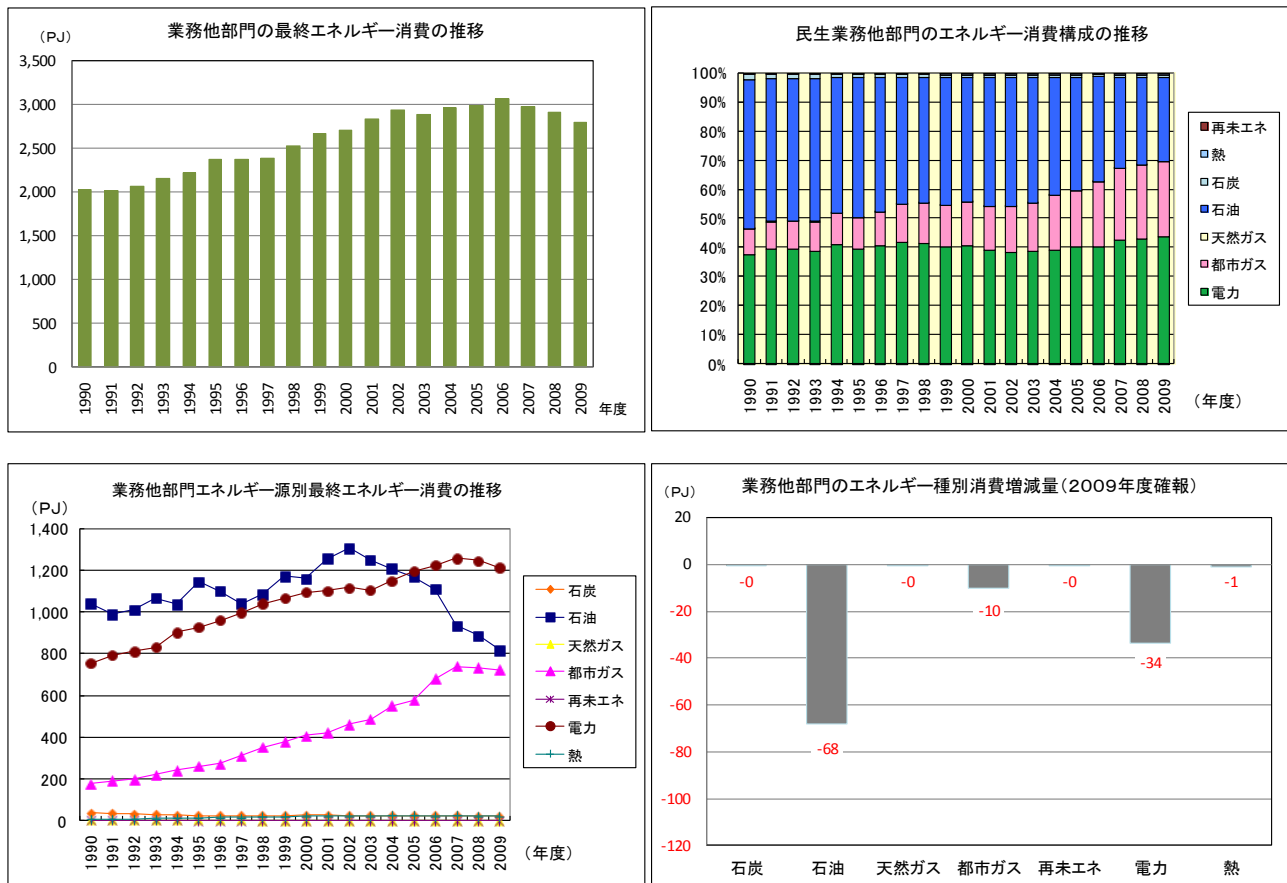 業務他部門の最終エネルギー消費の推移
(PJ)
3,500
3,000
2,500
2,000
1,500
1,000
500
0
1990 1991 1992 1993 1994 1995 1996 1997 1998 1999 2000 2001 2002 2003 2004 2005 2006 2007 2008 2009
年度
民生業務他部門のエネルギー消費構成の推移
100%
90%
80%
70%
60%
50%
40%
30%
20%
10%
0%
1990 1991 1992 1993 1994 1995 1996 1997 1998 1999 2000 2001 2002 2003 2004 2005 2006 2007 2008 2009
(年度)
再未エネ
熱
石炭
石油
天然ガス
都市ガス
電力
業務他部門エネルギー源別最終エネルギー消費の推移
(PJ)
1,400
1,200
1,000
800
600
400
200
0
1990 1991 1992 1993 1994 1995 1996 1997 1998 1999 2000 2001 2002 2003 2004 2005 2006 2007 2008 2009
(年度)
石炭
石油
天然ガス
都市ガス
再未エネ
電力
熱
業務他部門のエネルギー種別消費増減量(2009年度確報)
(PJ)
20
0
-20
-40
-60
-80
-100
-120
-0 -68 -0 -10 -0 -34 -1
石炭 石油 天然ガス 都市ガス 再未エネ 電力 熱